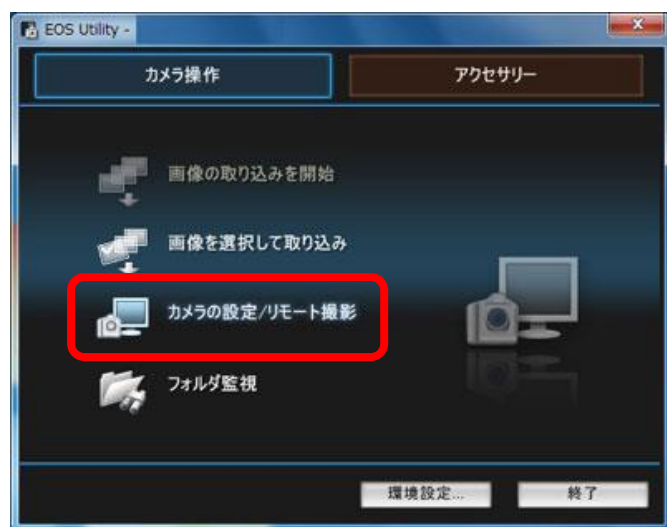 EOS Utility -
カメラ操作
アクセサリー
画像の取り込みを開始
画像を選択して取り込み
カメラの設定/リモート撮影
フォルダ監視
環境設定...
終了